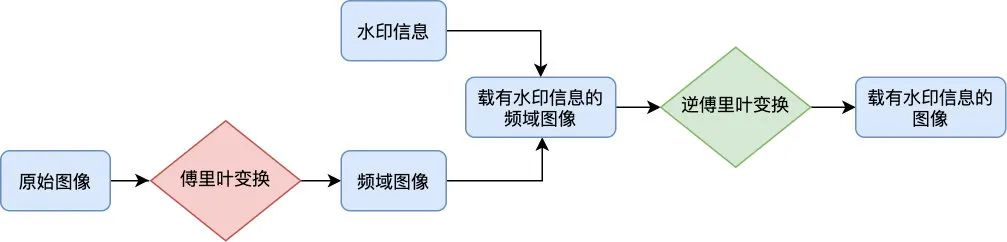 水印信息
载有水印信息的
频域图像
逆傅里叶变换
载有水印信息的
图像
原始图像
傅里叶变换
频域图像